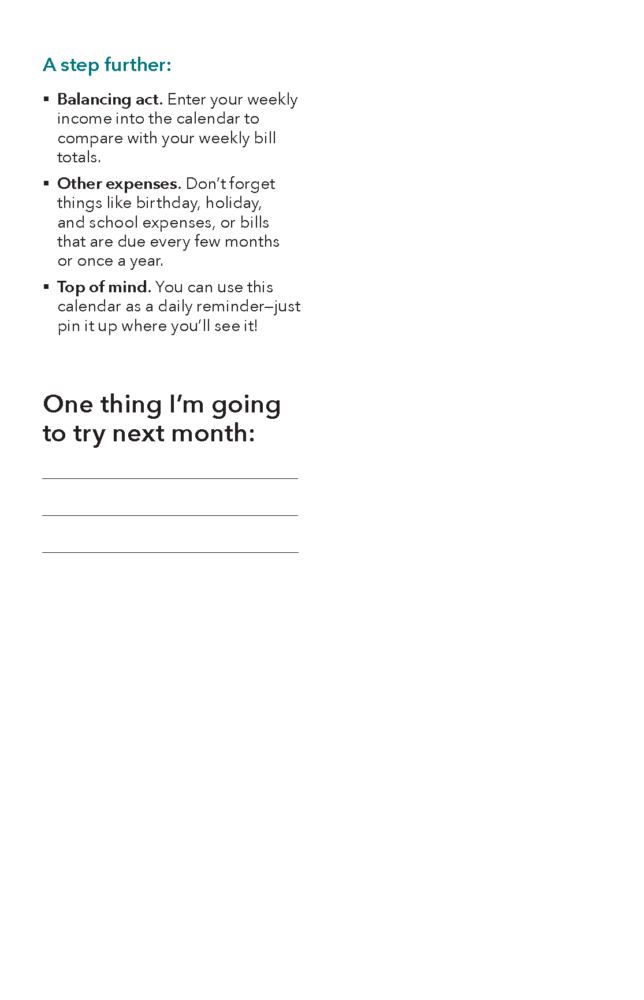 A step further:
▪ Balancing act. Enter your weekly
income into the calendar to
compare with your weekly bill
totals.
▪ Other expenses. Don’t forget
things like birthday, holiday,
and school expenses, or bills
that are due every few months
or once a year.
▪ Top of mind. You can use this
calendar as a daily reminder—just
pin it up where you’ll see it!
One thing I’m going
to try next month: